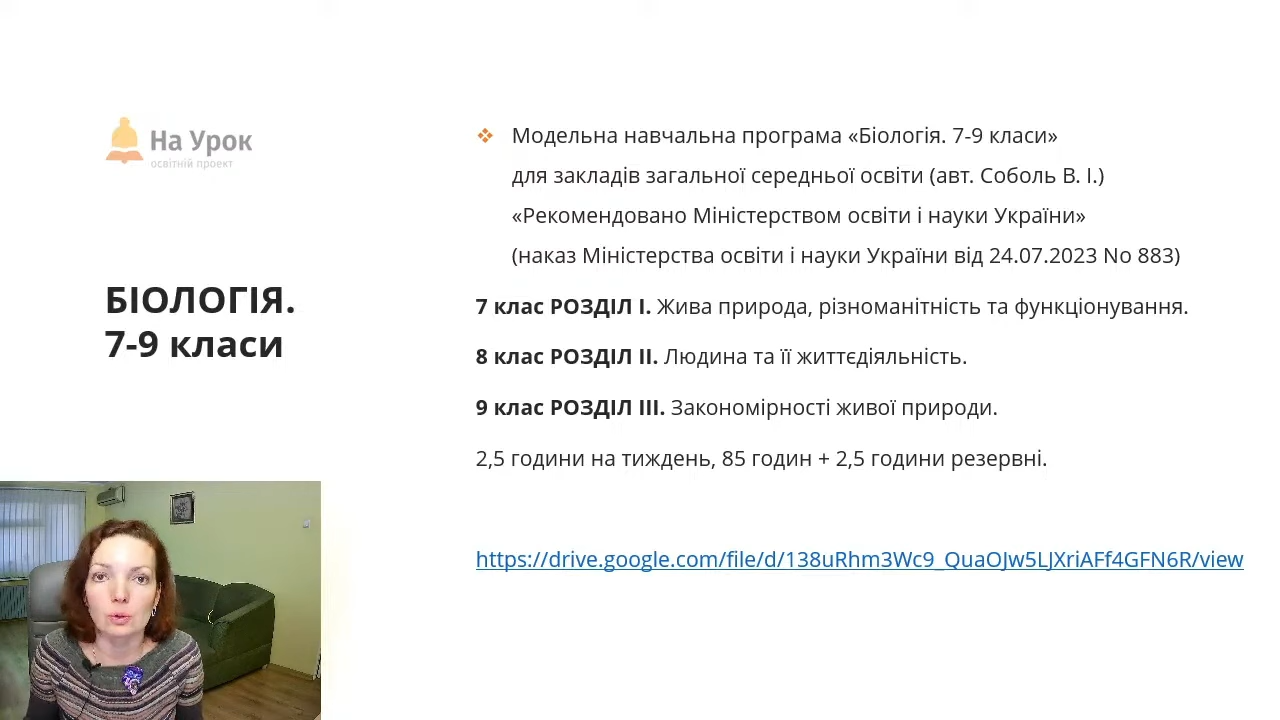 На Урок
освітній проект
БІОЛОГІЯ.
7-9 класи
Модельна навчальна програма «Біологія. 7-9 класи»
для закладів загальної середньої освіти (авт. Соболь В. І.)
«Рекомендовано Міністерством освіти і науки України»
(наказ Міністерства освіти і науки України від 24.07.2023 No 883)
7 клас РОЗДІЛ І. Жива природа, різноманітність та функціонування.
8 клас РОЗДІЛ ІІ. Людина та її життєдіяльність.
9 клас РОЗДІЛ ІІІ. Закономірності живої природи.
2,5 години на тиждень, 85 годин + 2,5 години резервні.
https://drive.google.com/file/d/138uRhm3Wc9_QuaOJw5LJXriAFf4GFN6R/view